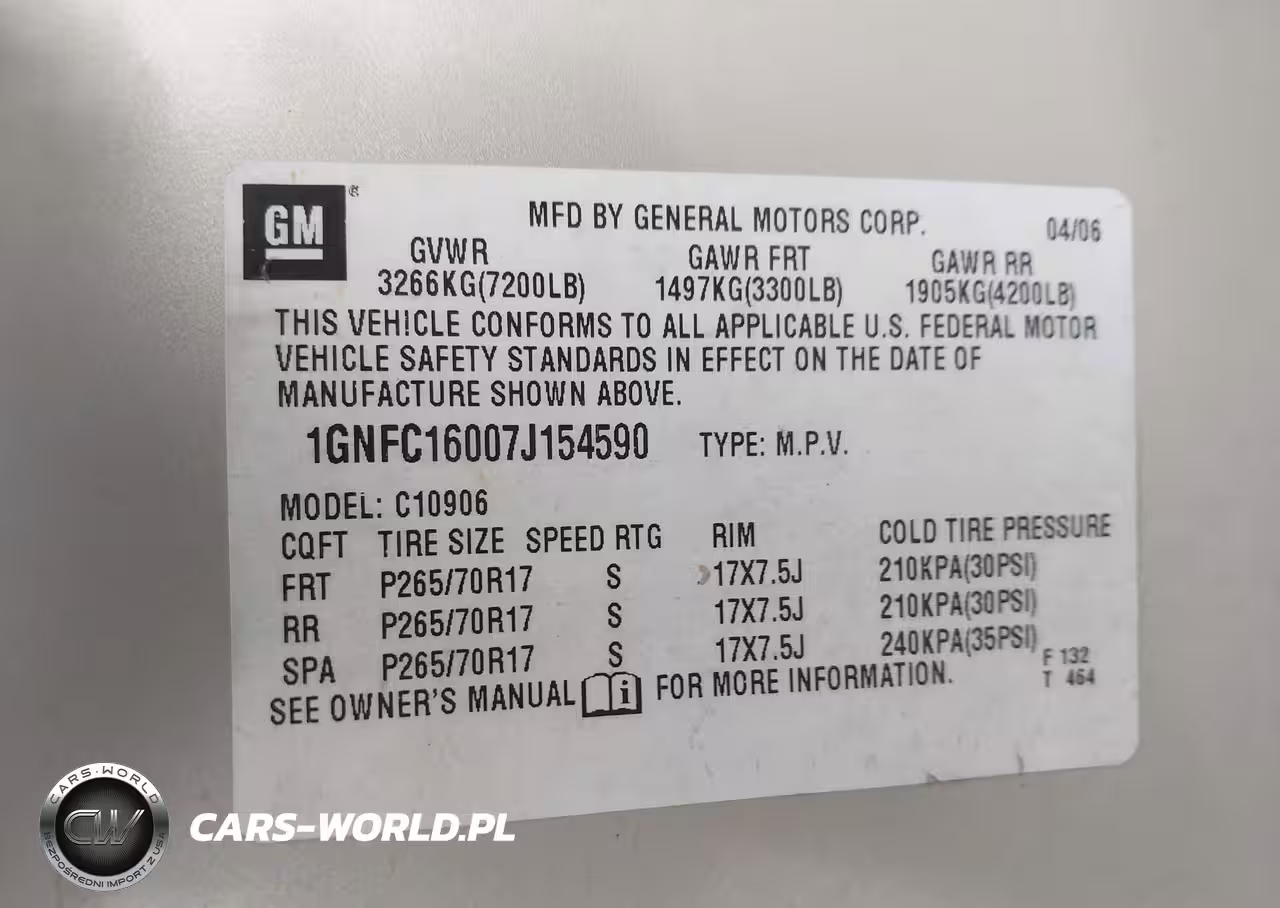 GM ®
MFD BY GENERAL MOTORS CORP. 04/06
GVWR GAWR FRT GAWR RR
3266KG(7200LB) 1497KG(3300LB) 1905KG(4200LB)
THIS VEHICLE CONFORMS TO ALL APPLICABLE U.S. FEDERAL MOTOR
VEHICLE SAFETY STANDARDS IN EFFECT ON THE DATE OF
MANUFACTURE SHOWN ABOVE.
1GNFC16007J154590 TYPE: M.P.V.
MODEL: C10906
CQFT TIRE SIZE SPEED RTG RIM COLD TIRE PRESSURE
FRT P265/70R17 S 17X7.5J 210KPA(30PSI)
RR P265/70R17 S 17X7.5J 210KPA(30PSI)
SPA P265/70R17 S 17X7.5J 240KPA(35PSI)
F 132
T 464
SEE OWNER'S MANUAL i FOR MORE INFORMATION.
CARS-WORLD
CW
BEZPOŚREDNI IMPORT Z USA
CARS-WORLD.PL